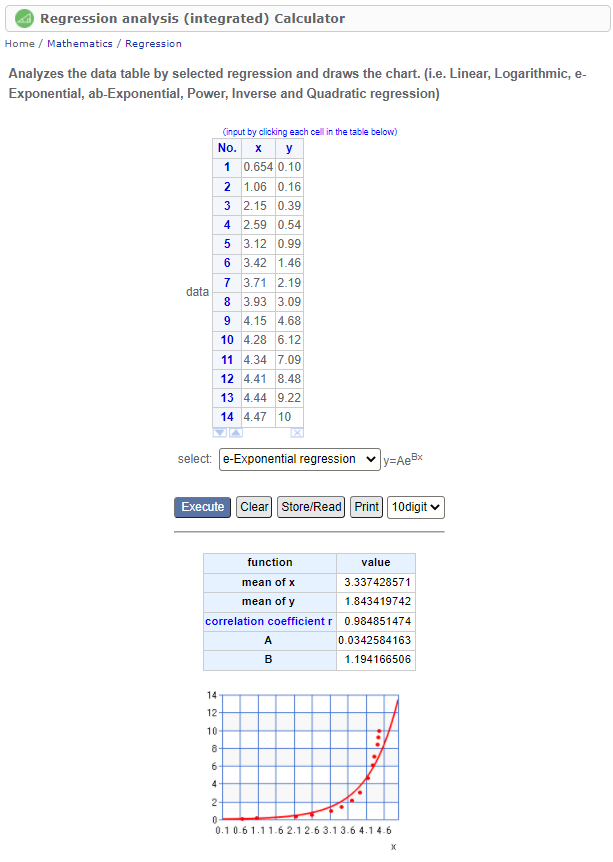 Regression analysis (integrated) Calculator
Home / Mathematics / Regression
Analyzes the data table by selected regression and draws the chart. (i.e. Linear, Logarithmic, e-
Exponential, ab-Exponential, Power, Inverse and Quadratic regression)
(input by clicking each cell in the table below)
No. x y
1 0.654 0.10
2 1.06 0.16
3 2.15 0.39
4 2.59 0.54
5 3.12 0.99
6 3.42 1.46
7 3.71 2.19
data
8 3.93 3.09
9 4.15 4.68
10 4.28 6.12
11 4.34 7.09
12 4.41 8.48
13 4.44 9.22
14 4.47 10
select: e-Exponential regression y=Ae^Bx
Execute Clear Store/Read Print 10digit
function value
mean of x 3.337428571
mean of y 1.843419742
correlation coefficient r 0.984851474
A 0.0342584163
B 1.194166506
14
12
10
8
6
4
2
0
0.1 0.6 1.1 1.6 2.1 2.6 3.1 3.6 4.1 4.6
x